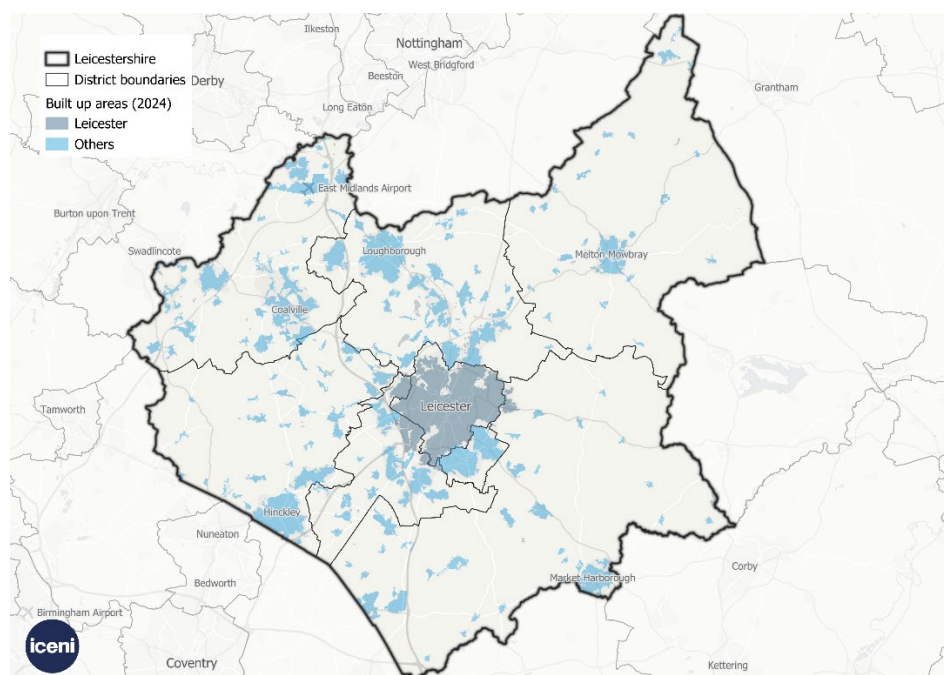 Leicestershire
District boundaries
Built up areas (2024)
Leicester
Others
Ilkeston
Nottingham
West Bridgford
Beeston
Derby
Long Eaton
Grantham
East Midlands Airport
Burton upon Trent
Swadlincote
Loughborough
Melton Mowbray
Coalville
Tamworth
Leicester
Hinckley
Nuneaton
Bedworth
Market Harborough
Corby
Birmingham Airport
iceni
Coventry
Kettering